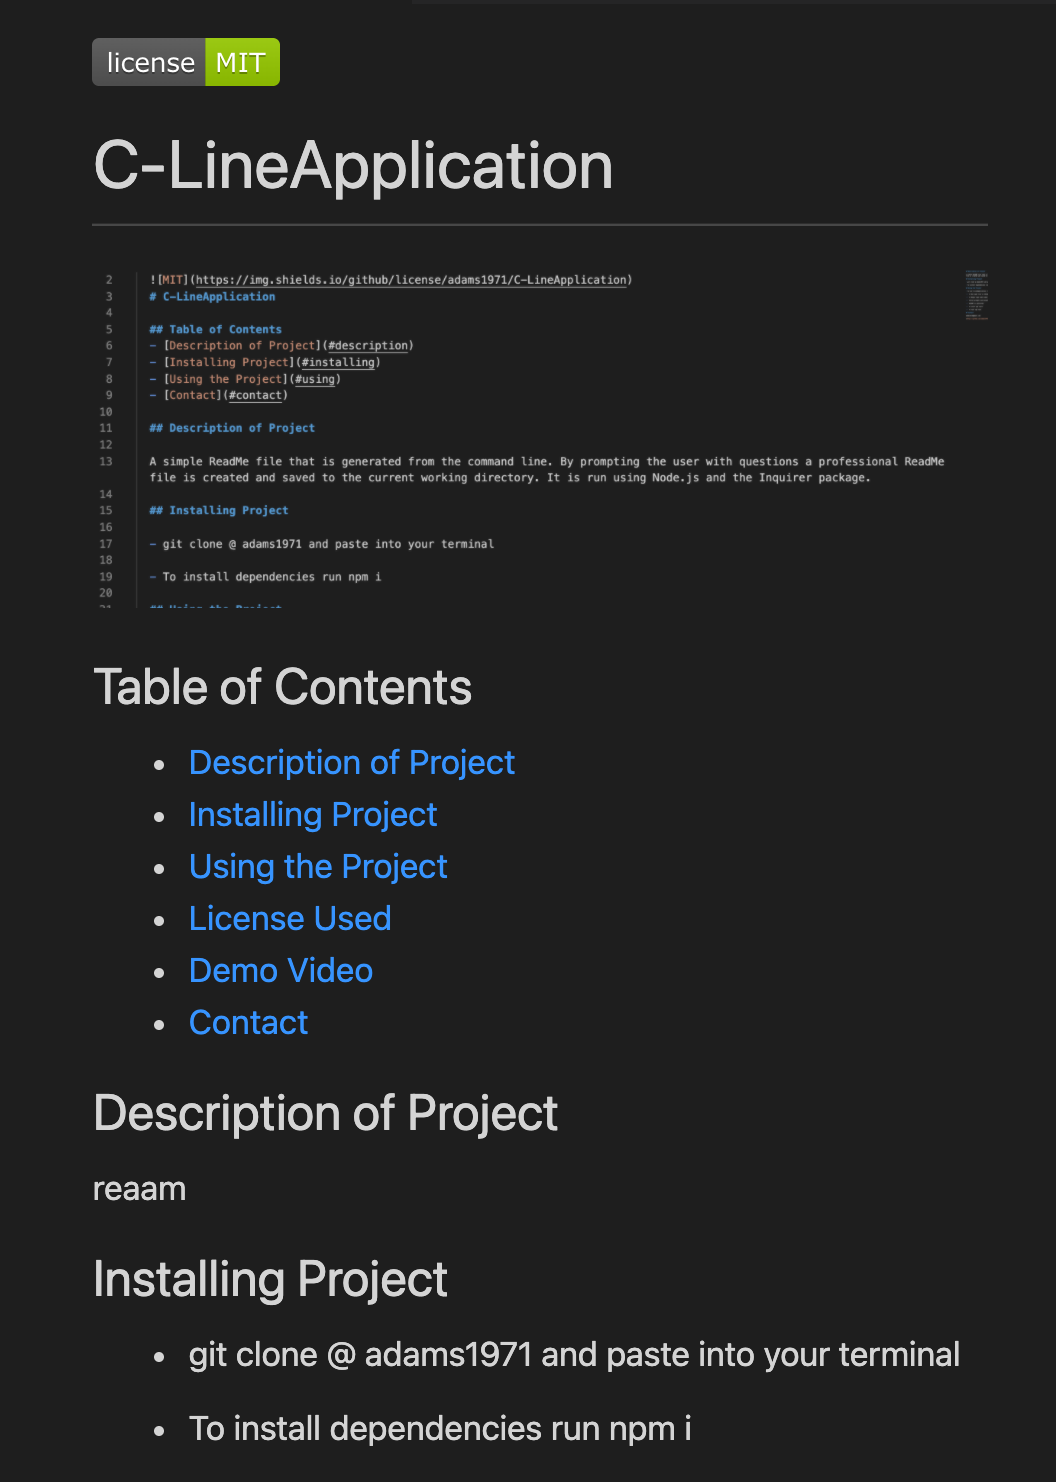 license MIT
C-LineApplication
2 ![MIT](https://img.shields.io/github/license/adams1971/C-LineApplication)
3 # C-LineApplication
4
5 ## Table of Contents
6 - [Description of Project](#description)
7 - [Installing Project](#installing)
8 - [Using the Project](#using)
9 - [Contact](#contact)
10
11 ## Description of Project
12
13 A simple ReadMe file that is generated from the command line. By prompting the user with questions a professional ReadMe
file is created and saved to the current working directory. It is run using Node.js and the Inquirer package.
14
15 ## Installing Project
16
17 - git clone @ adams1971 and paste into your terminal
18
19 - To install dependencies run npm i
20
21 ## Using the Project
Table of Contents
• Description of Project
• Installing Project
• Using the Project
• License Used
• Demo Video
• Contact
Description of Project
reaam
Installing Project
• git clone @ adams1971 and paste into your terminal
• To install dependencies run npm i